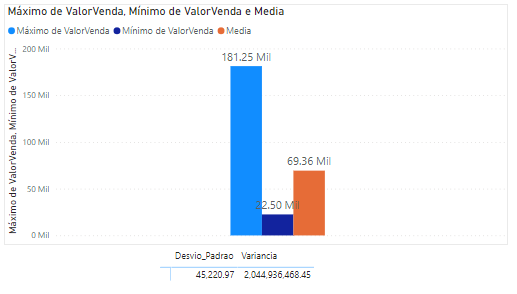 Máximo de ValorVenda, Mínimo de ValorVenda e Media
Máximo de ValorVenda Mínimo de ValorVenda Media
Máximo de ValorVenda, Mínimo de ValorV...
200 Mil
150 Mil
100 Mil
50 Mil
0 Mil
181.25 Mil
22.50 Mil
69.36 Mil
Desvio_Padrao Variancia
45,220.97 2,044,936,468.45